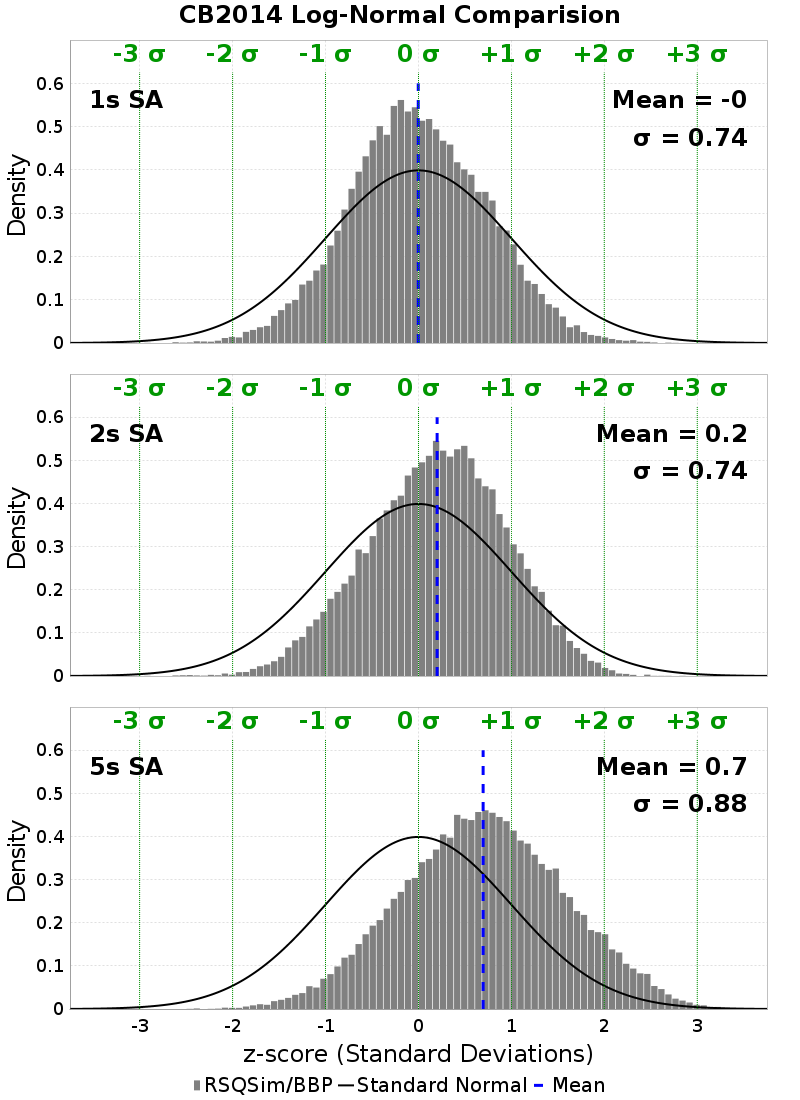 CB2014 Log-Normal Comparision
-3 σ -2 σ -1 σ 0 σ +1 σ +2 σ +3 σ
1s SA
Mean = -0
σ = 0.74
Density
0.6
0.5
0.4
0.3
0.2
0.1
0
-3 σ -2 σ -1 σ 0 σ +1 σ +2 σ +3 σ
2s SA
Mean = 0.2
σ = 0.74
Density
0.6
0.5
0.4
0.3
0.2
0.1
0
-3 σ -2 σ -1 σ 0 σ +1 σ +2 σ +3 σ
5s SA
Mean = 0.7
σ = 0.88
Density
0.6
0.5
0.4
0.3
0.2
0.1
0
-3 -2 -1 0 1 2 3
z-score (Standard Deviations)
RSQSim/BBP Standard Normal Mean